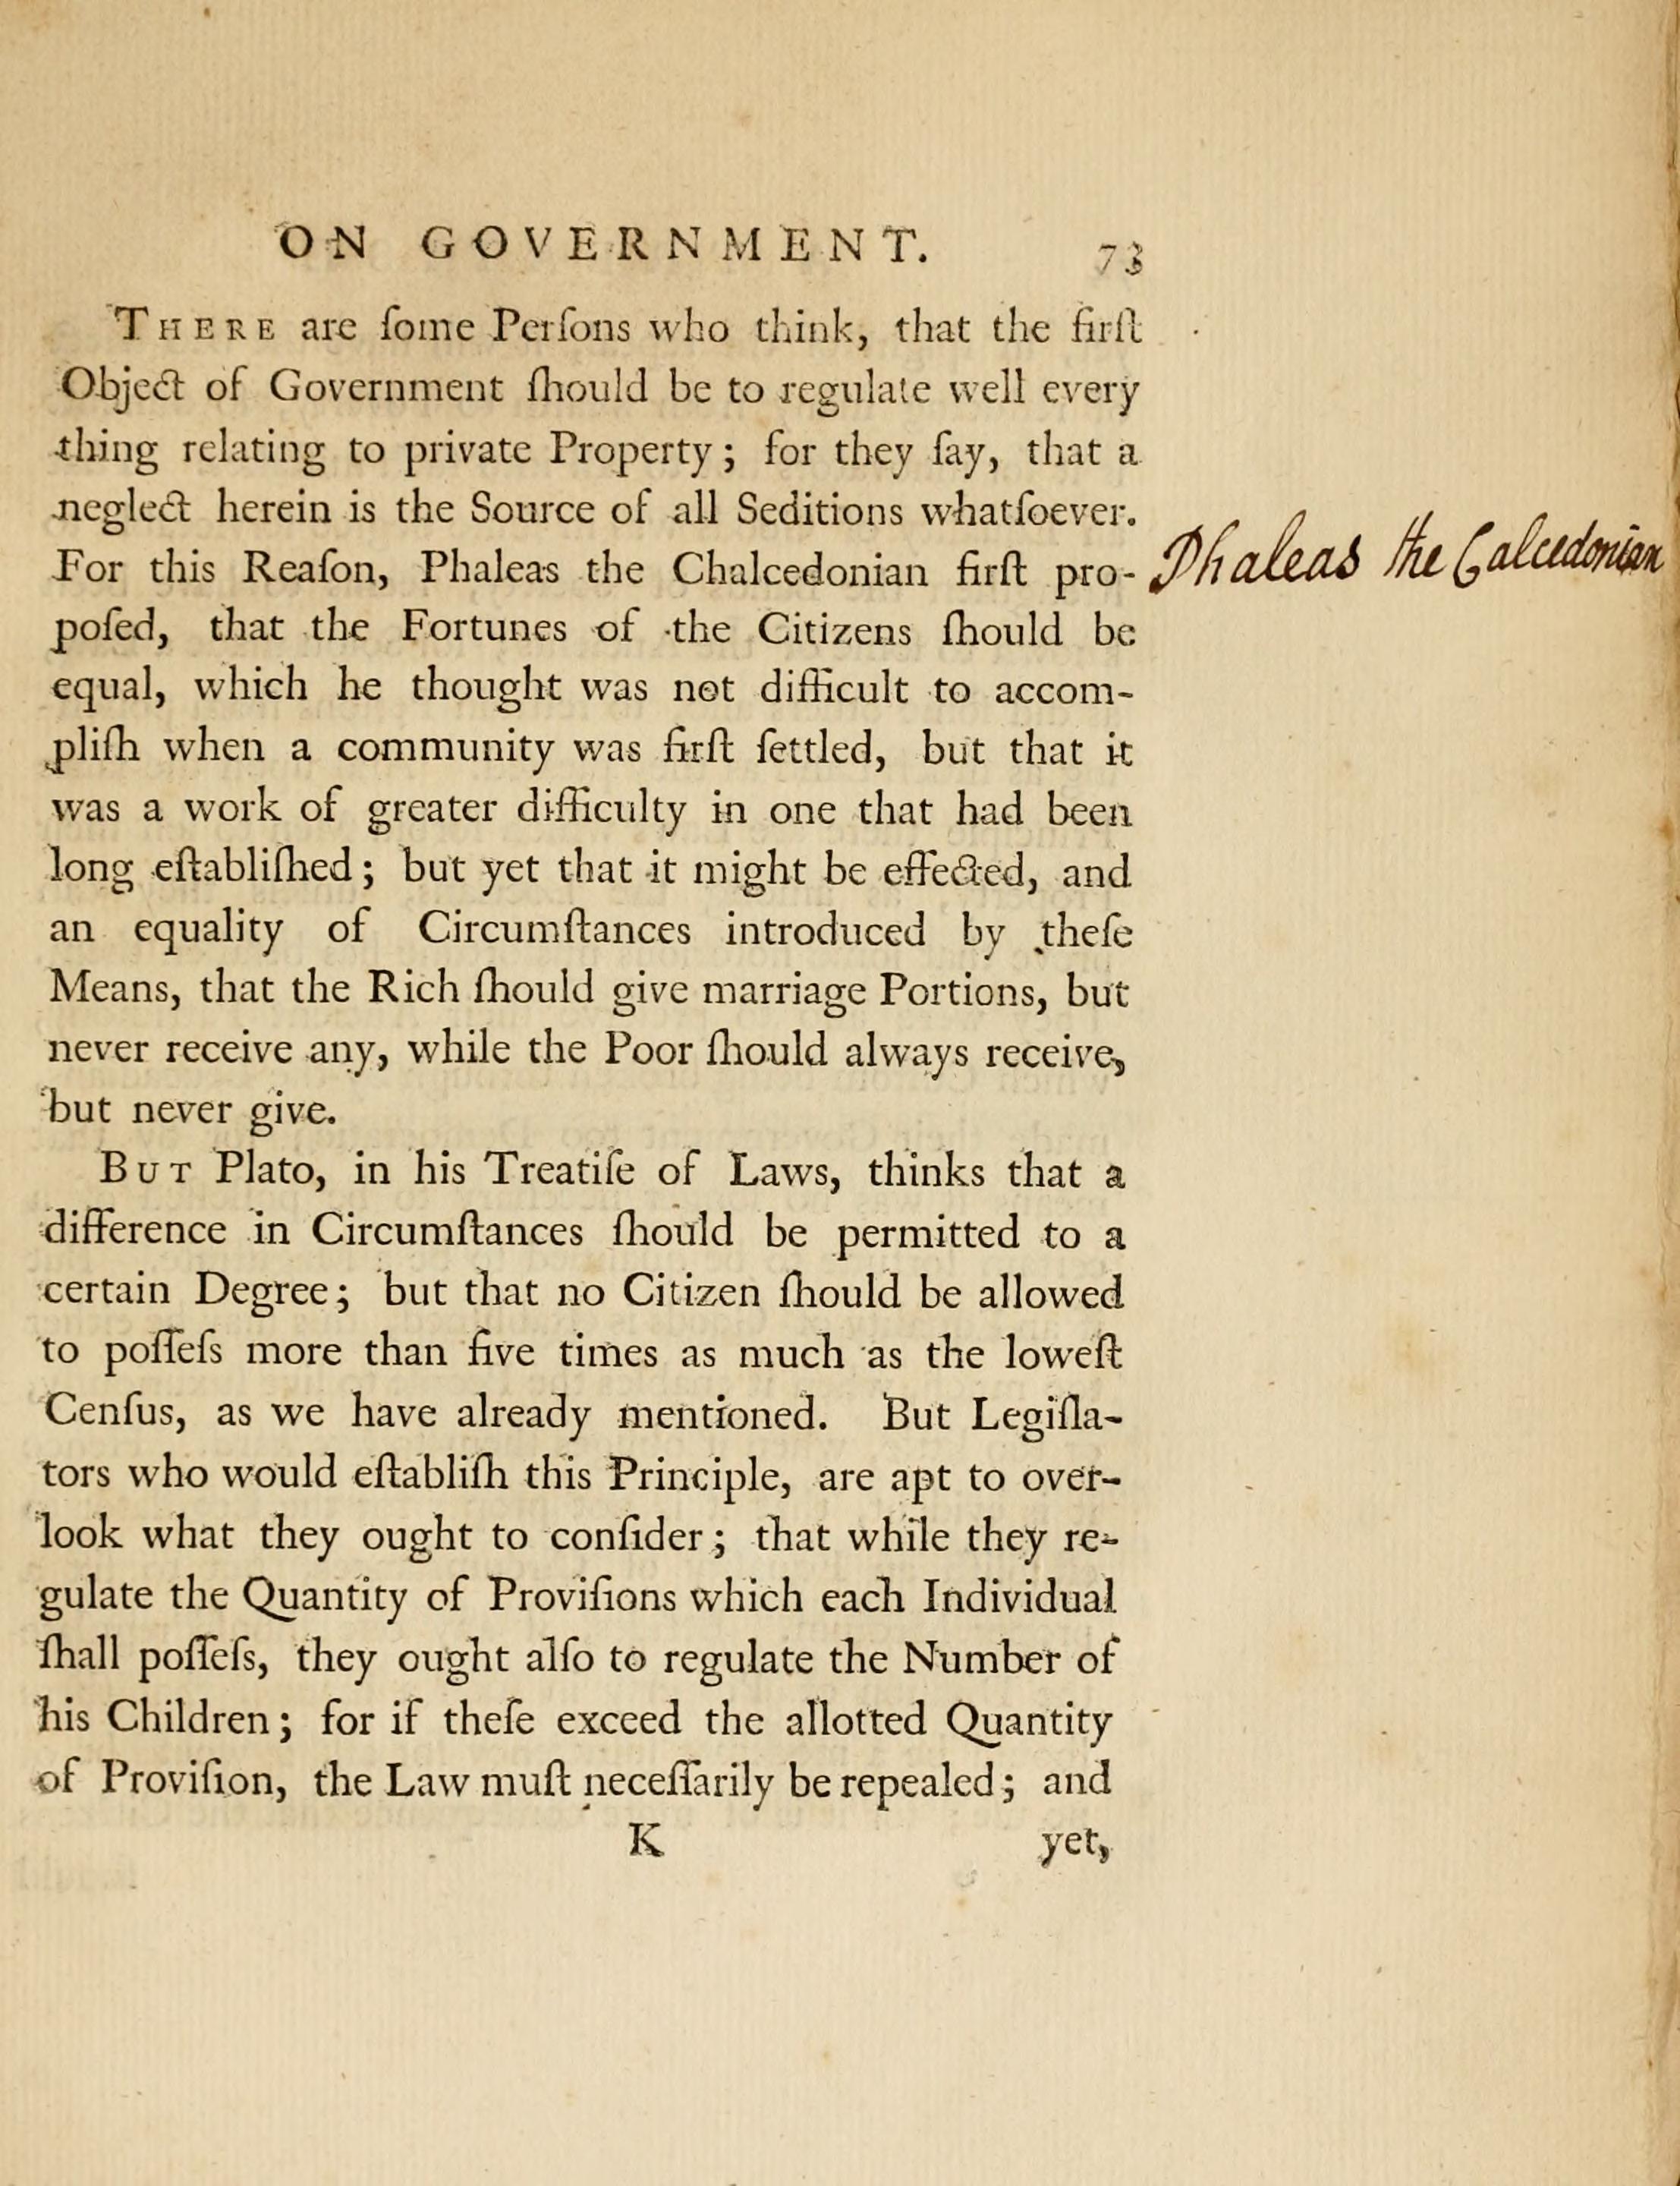 ON GOVERNMENT. 73
THERE are ſome Perſons who think, that the firſt
Object of Government ſhould be to regulate well every
thing relating to private Property; for they ſay, that a
neglect herein is the Source of all Seditions whatſoever.
For this Reaſon, Phaleas the Chalcedonian firſt pro-
Phaleas the Calcedonian
poſed, that the Fortunes of the Citizens ſhould be
equal, which he thought was not difficult to accom-
pliſh when a community was firſt ſettled, but that it
was a work of greater difficulty in one that had been
long eſtabliſhed; but yet that it might be effected, and
an equality of Circumſtances introduced by theſe
Means, that the Rich ſhould give marriage Portions, but
never receive any, while the Poor ſhould always receive,
but never give.
BUT Plato, in his Treatiſe of Laws, thinks that a
difference in Circumſtances ſhould be permitted to a
certain Degree; but that no Citizen ſhould be allowed
to poſſeſs more than five times as much as the loweſt
Cenſus, as we have already mentioned. But Legiſla-
tors who would eſtabliſh this Principle, are apt to over-
look what they ought to conſider; that while they re-
gulate the Quantity of Proviſions which each Individual
ſhall poſſeſs, they ought alſo to regulate the Number of
his Children; for if theſe exceed the allotted Quantity
of Proviſion, the Law muſt neceſſarily be repealed; and
K yet,